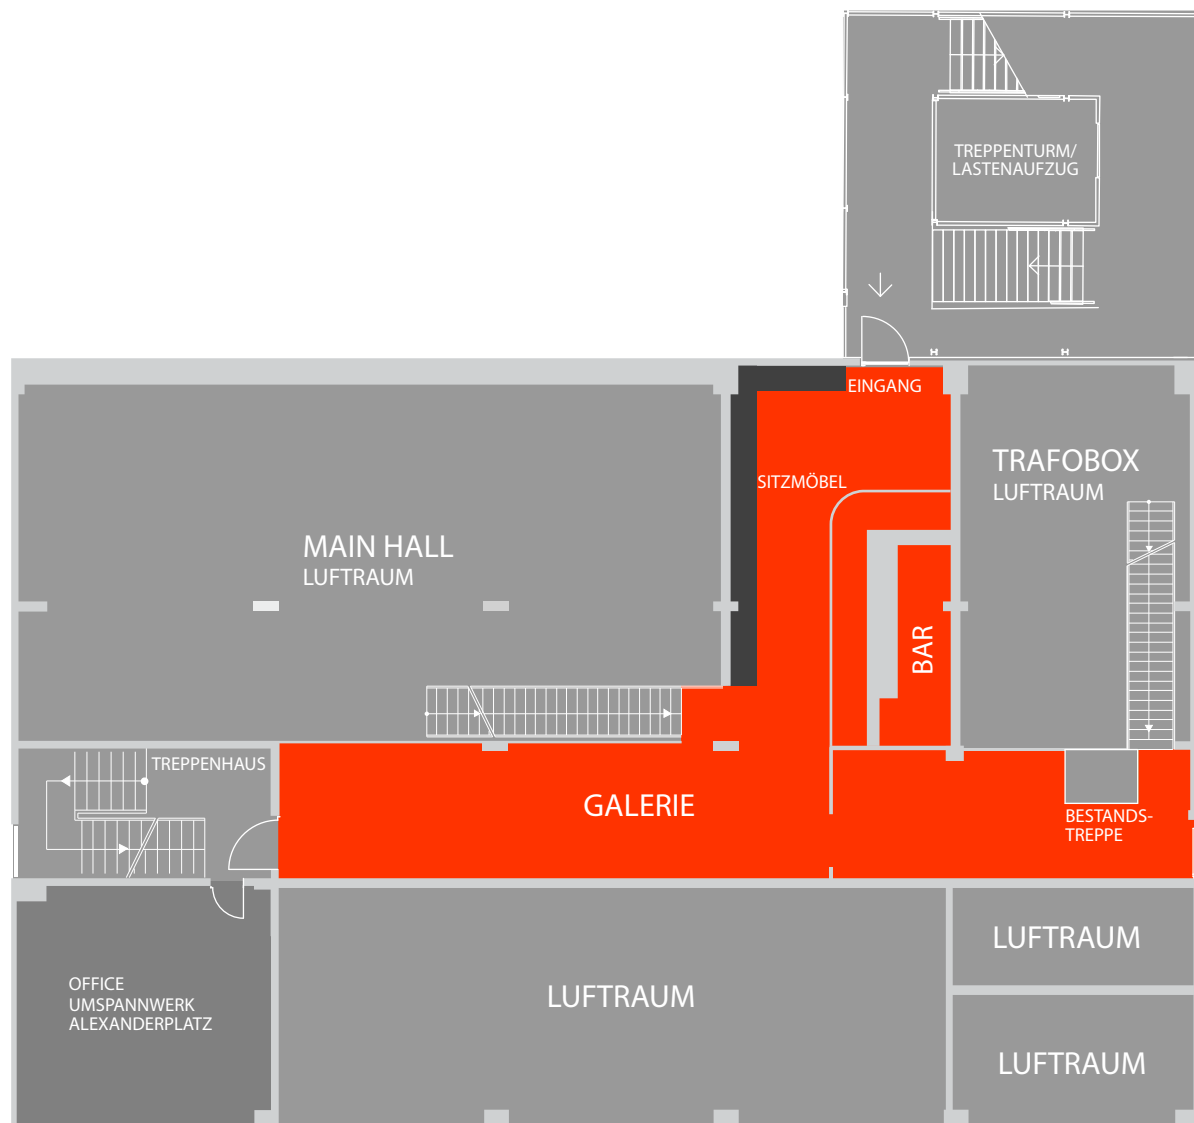 TREPPENTURM/
LASTENAUFZUG
EINGANG
SITZMÖBEL
TRAFOBOX
LUFTRAUM
MAIN HALL
LUFTRAUM
BAR
TREPPENHAUS
GALERIE
BESTANDS-
TREPPE
OFFICE
UMSPANNWERK
ALEXANDERPLATZ
LUFTRAUM
LUFTRAUM
LUFTRAUM